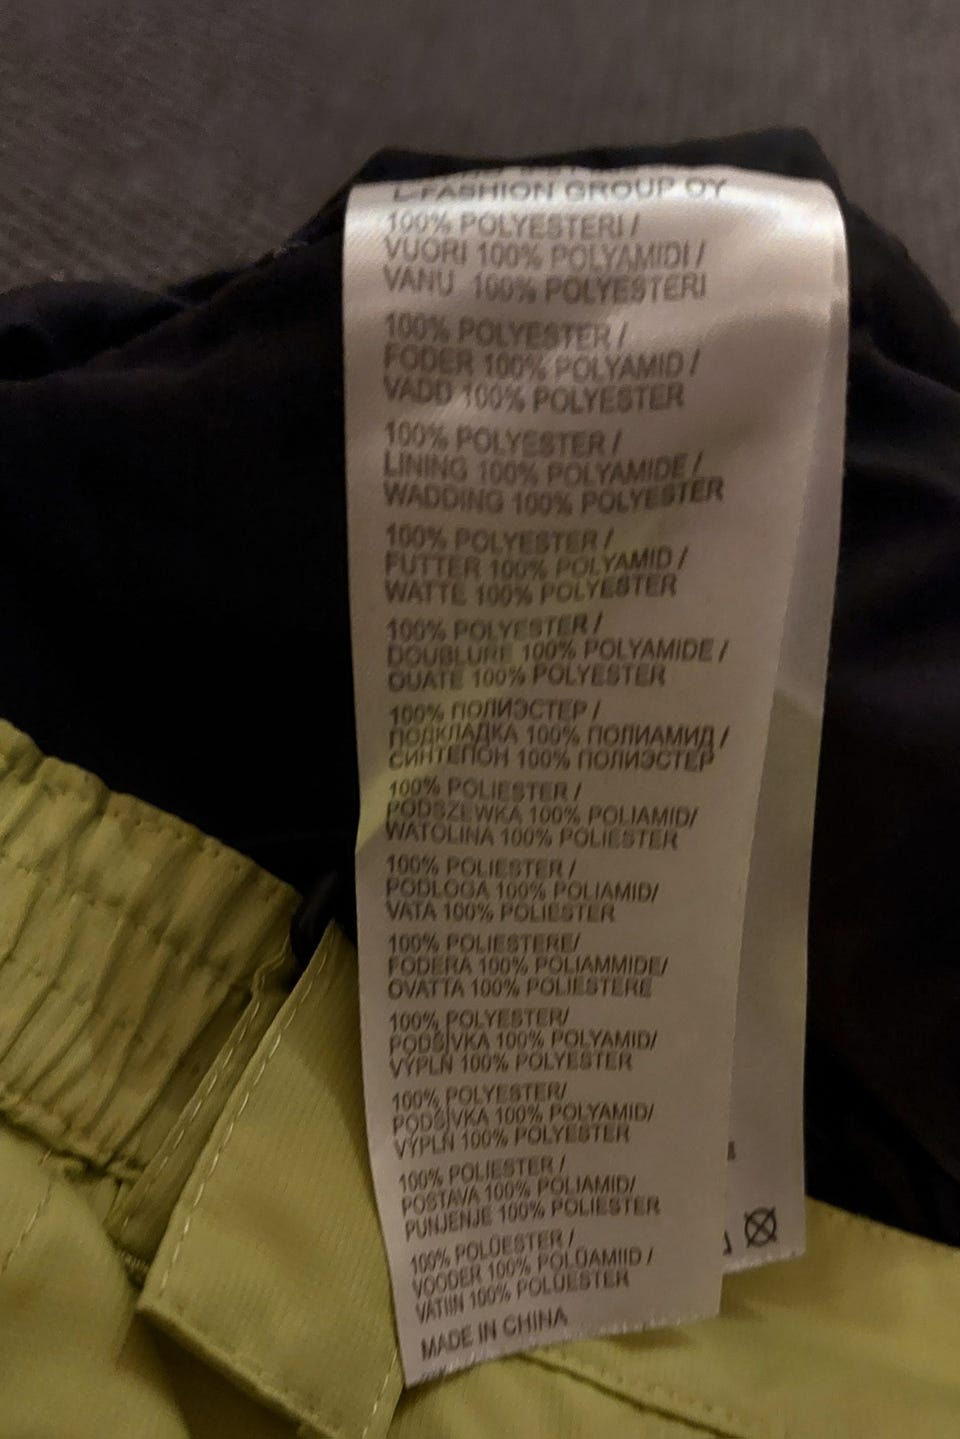 L-FASHION GROUP OY
100% POLYESTERI /
VUORI 100% POLYAMIDI /
VANU 100% POLYESTERI
100% POLYESTER /
FODER 100% POLYAMID /
VADD 100% POLYESTER
100% POLYESTER /
LINING 100% POLYAMIDE /
WADDING 100% POLYESTER
100% POLYESTER /
FUTTER 100% POLYAMID /
WATTE 100% POLYESTER
100% POLYESTER /
DOUBLURE 100% POLYAMIDE /
OUATE 100% POLYESTER
100% ПОЛИЭСТЕР /
ПОДКЛАДКА 100% ПОЛИАМИД /
СИНТЕПОН 100% ПОЛИЭСТЕР
100% POLIESTER /
PODSZEWKA 100% POLIAMID/
WATOLINA 100% POLIESTER
100% POLIESTER /
PODLOGA 100% POLIAMID/
VATA 100% POLIESTER
100% POLIESTERE/
FODERA 100% POLIAMMIDE/
OVATTA 100% POLIESTERE
100% POLYESTER/
PODŠÍVKA 100% POLYAMID/
VÝPLŇ 100% POLYESTER
100% POLYESTER/
PODŠÍVKA 100% POLYAMID/
VÝPLŇ 100% POLYESTER
100% POLIESTER /
POSTAVA 100% POLIAMID/
PUNJENJE 100% POLIESTER
100% POLÜESTER /
VOODER 100% POLÜAMIID /
VATIIN 100% POLÜESTER
MADE IN CHINA